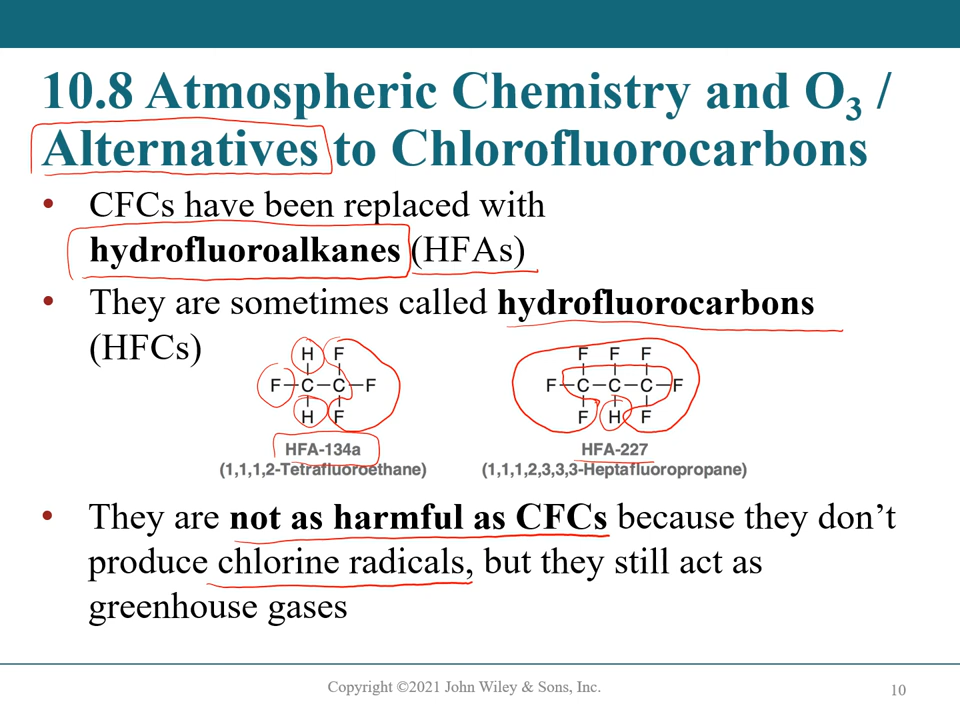 10.8 Atmospheric Chemistry and O3 /
Alternatives to Chlorofluorocarbons
• CFCs have been replaced with
hydrofluoroalkanes (HFAs)
• They are sometimes called hydrofluorocarbons
(HFCs)
H F
F—C—C—F
H F
HFA-134a
(1,1,1,2-Tetrafluoroethane)
F F F
F—C—C—C—F
F H F
HFA-227
(1,1,1,2,3,3,3-Heptafluoropropane)
• They are not as harmful as CFCs because they don’t
produce chlorine radicals, but they still act as
greenhouse gases
Copyright ©2021 John Wiley & Sons, Inc.
10